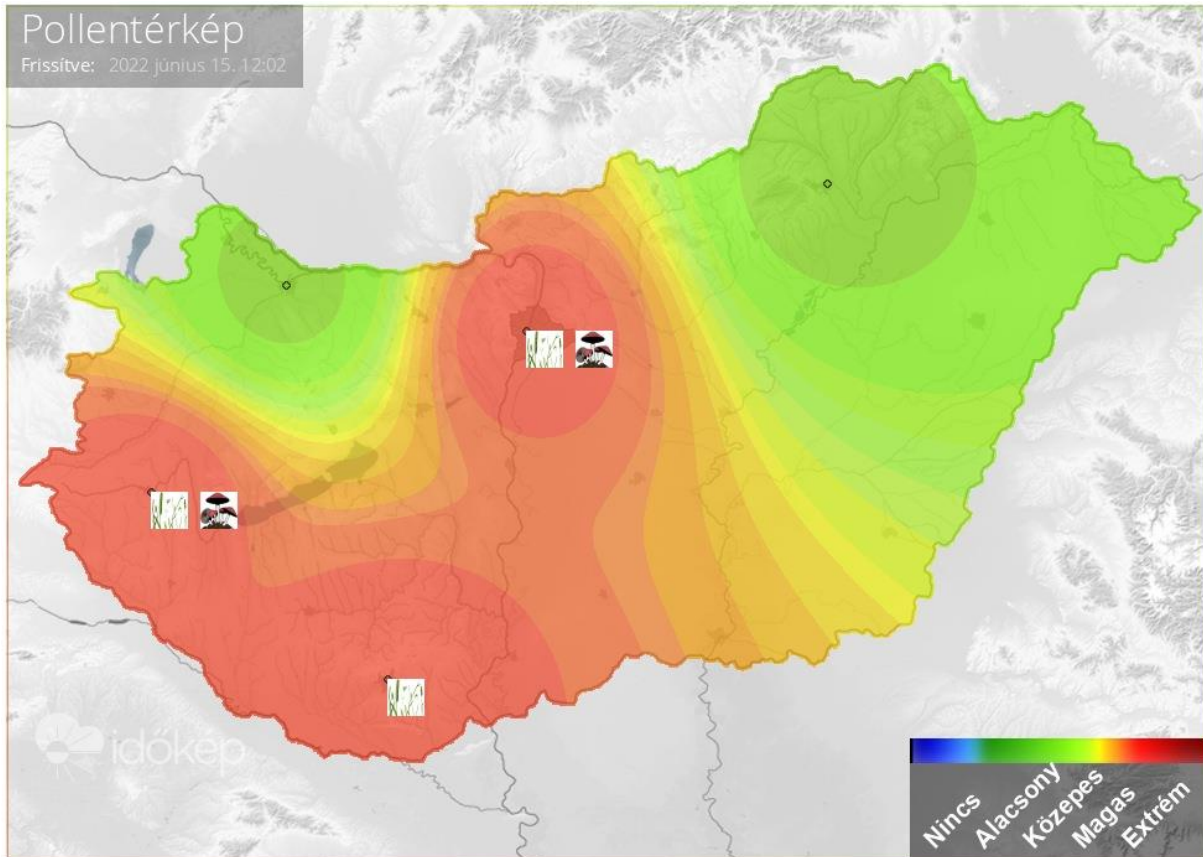 Pollentérkép
Frissítve: 2022 június 15. 12:02
időkép
Nincs
Alacsony
Közepes
Magas
Extrém